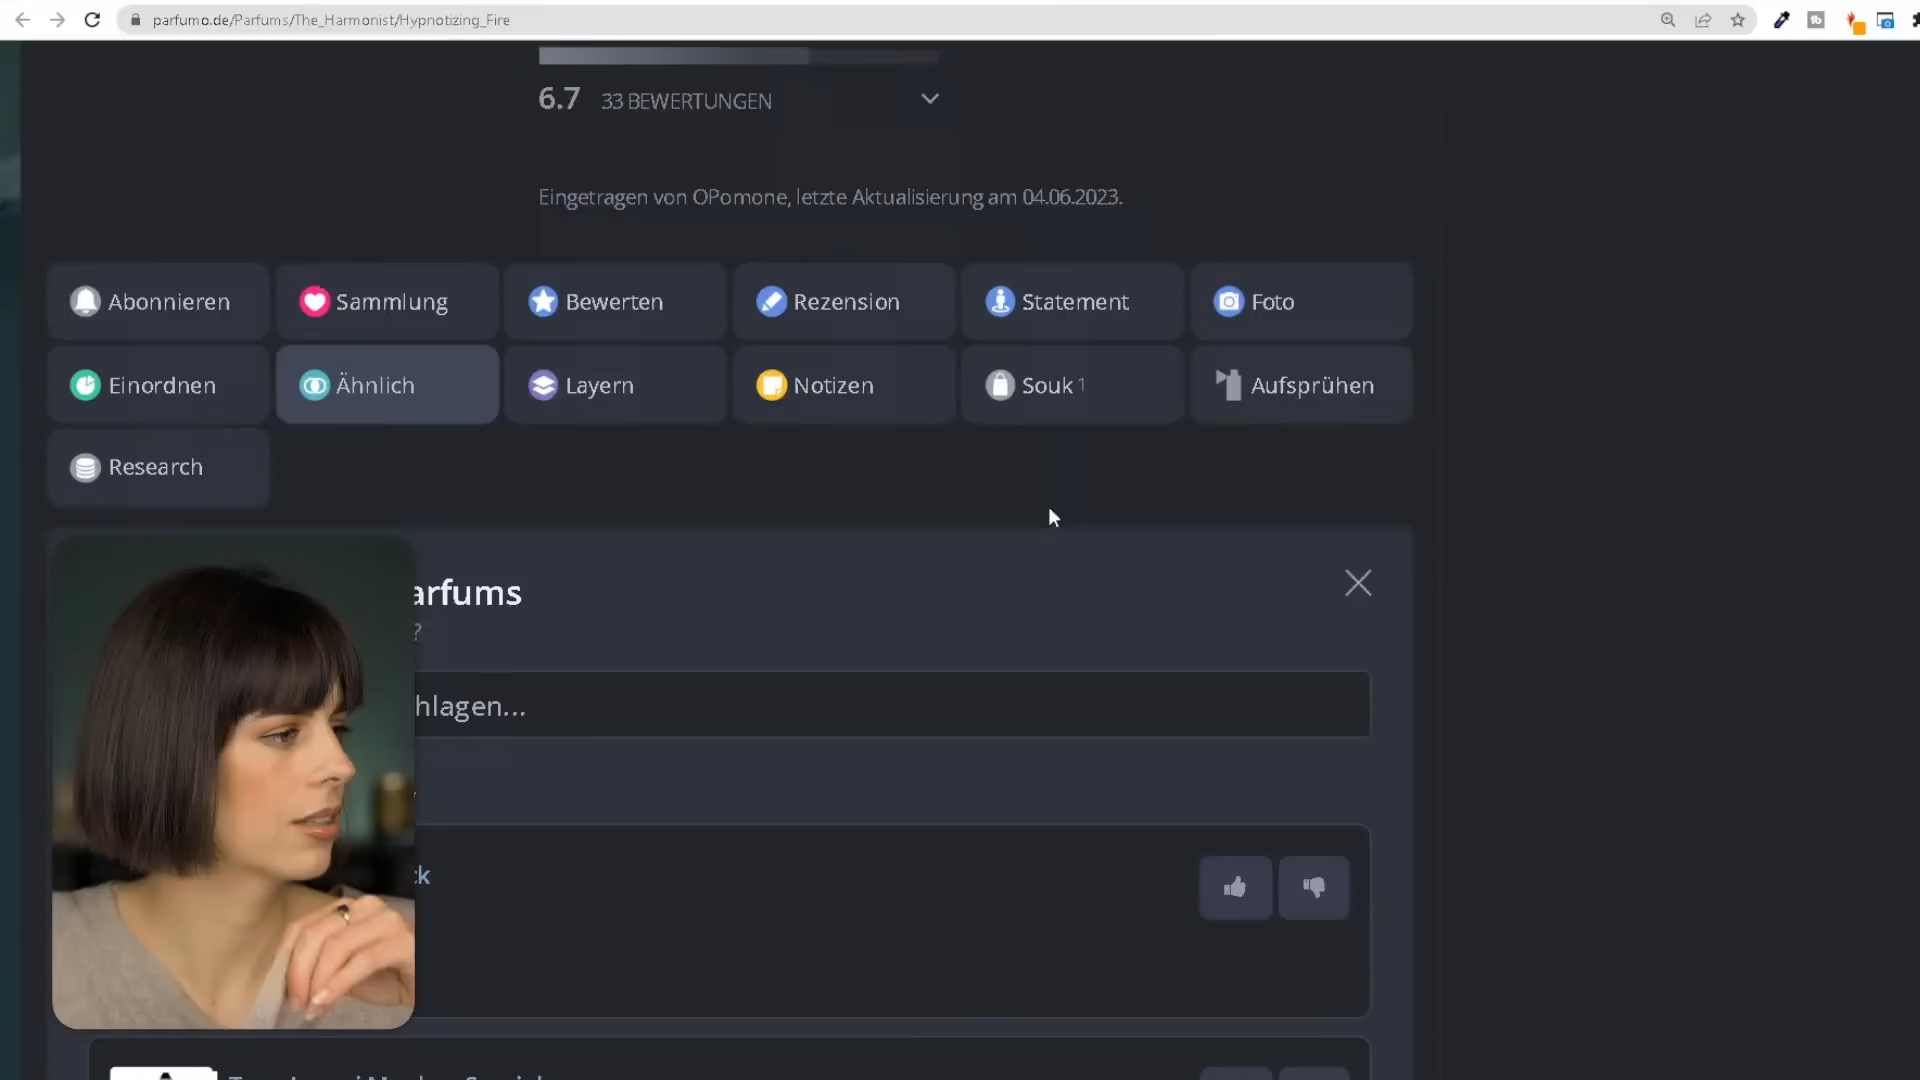 parfumo.de/Parfums/The_Harmonist/Hypnotizing_Fire
6.7 33 BEWERTUNGEN
Eingetragen von OPomone, letzte Aktualisierung am 04.06.2023.
Abonnieren Sammlung Bewerten Rezension Statement Foto
Einordnen Ähnlich Layern Notizen Souk 1 Aufsprühen
Research
arfums
?
hlagen...
ck